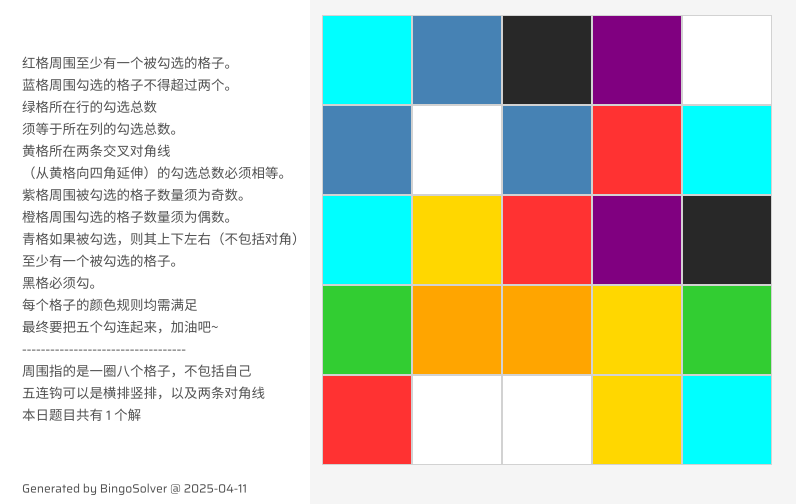 红格周围至少有一个被勾选的格子。
蓝格周围勾选的格子不得超过两个。
绿格所在行的勾选总数
须等于所在列的勾选总数。
黄格所在两条交叉对角线
（从黄格向四角延伸）的勾选总数必须相等。
紫格周围被勾选的格子数量须为奇数。
橙格周围勾选的格子数量须为偶数。
青格如果被勾选，则其上下左右（不包括对角）
至少有一个被勾选的格子。
黑格必须勾。
每个格子的颜色规则均需满足
最终要把五个勾连起来，加油吧~
----------------------------------
周围指的是一圈八个格子，不包括自己
五连钩可以是横排竖排，以及两条对角线
本日题目共有 1 个解
Generated by BingoSolver @ 2025-04-11